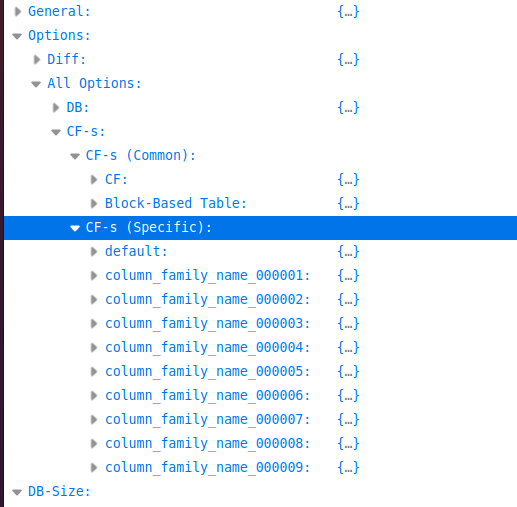 General: {…}
Options:
Diff: {…}
All Options:
DB: {…}
CF-s:
CF-s (Common):
CF: {…}
Block-Based Table: {…}
CF-s (Specific):
default: {…}
column_family_name_000001: {…}
column_family_name_000002: {…}
column_family_name_000003: {…}
column_family_name_000004: {…}
column_family_name_000005: {…}
column_family_name_000006: {…}
column_family_name_000007: {…}
column_family_name_000008: {…}
column_family_name_000009: {…}
DB-Size: